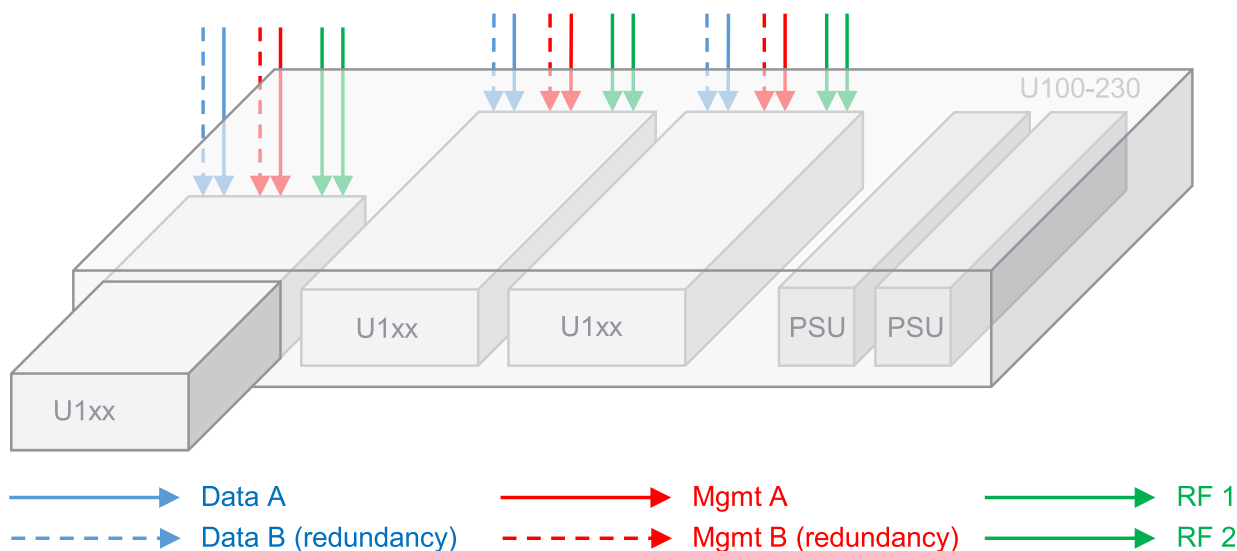 U100-230
U1xx
U1xx
PSU
PSU
U1xx
Data A
Mgmt A
RF 1
Data B (redundancy)
Mgmt B (redundancy)
RF 2